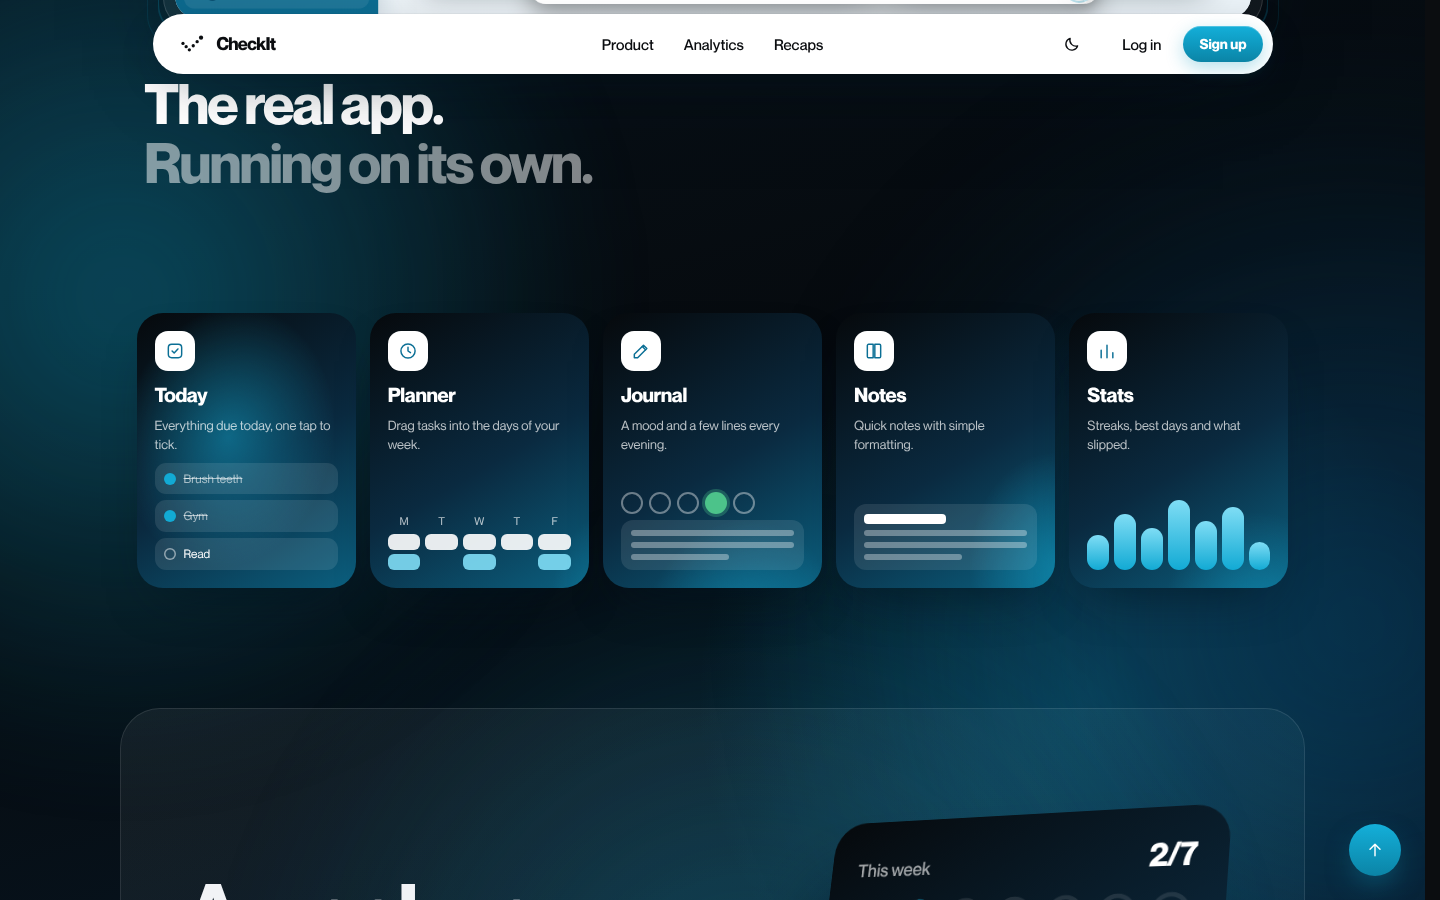 CheckIt
Product Analytics Recaps
Log in Sign up
The real app.
Running on its own.
Today
Everything due today, one tap to
tick.
Brush teeth
Gym
Read
Planner
Drag tasks into the days of your
week.
M T W T F
Journal
A mood and a few lines every
evening.
Notes
Quick notes with simple
formatting.
Stats
Streaks, best days and what
slipped.
This week
2/7